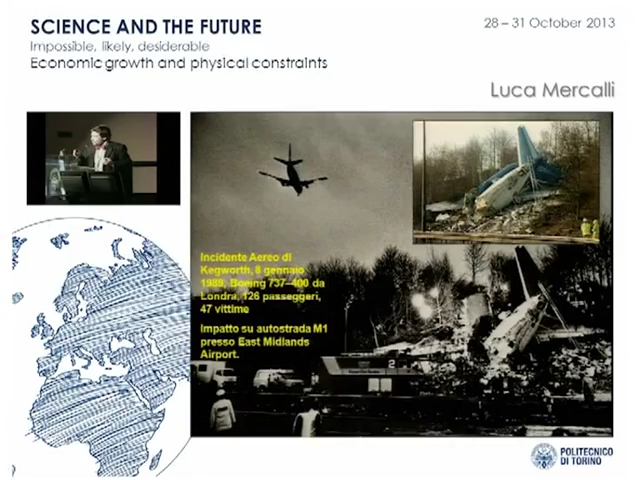 SCIENCE AND THE FUTURE
28 – 31 October 2013
Impossible, likely, desiderable
Economic growth and physical constraints
Luca Mercalli
Incidente Aereo di
Kegworth, 8 gennaio
1989, Boeing 737–400 da
Londra, 126 passeggeri,
47 vittime
Impatto su autostrada M1
presso East Midlands
Airport.
POLITECNICO
DI TORINO